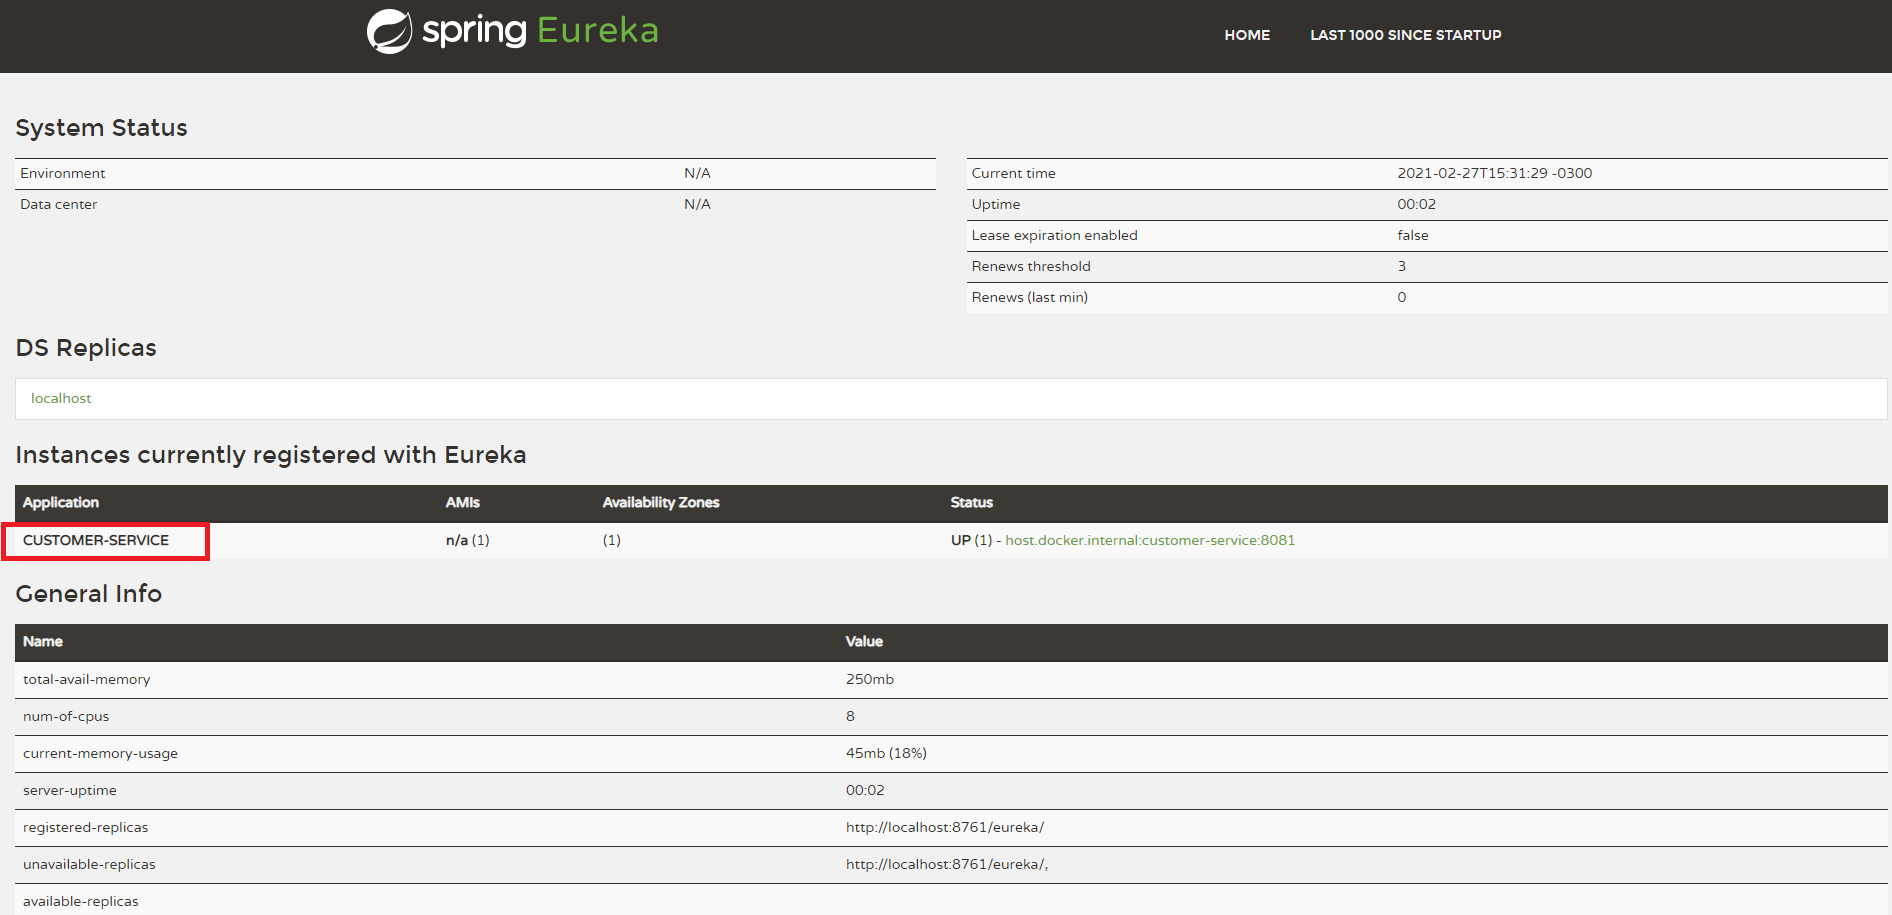 spring Eureka
HOME LAST 1000 SINCE STARTUP
System Status
Environment N/A
Data center N/A
Current time 2021-02-27T15:31:29 -0300
Uptime 00:02
Lease expiration enabled false
Renews threshold 3
Renews (last min) 0
DS Replicas
localhost
Instances currently registered with Eureka
Application AMIs Availability Zones Status
CUSTOMER-SERVICE n/a (1) (1) UP (1) - host.docker.internal:customer-service:8081
General Info
Name Value
total-avail-memory 250mb
num-of-cpus 8
current-memory-usage 45mb (18%)
server-uptime 00:02
registered-replicas http://localhost:8761/eureka/
unavailable-replicas http://localhost:8761/eureka/,
available-replicas